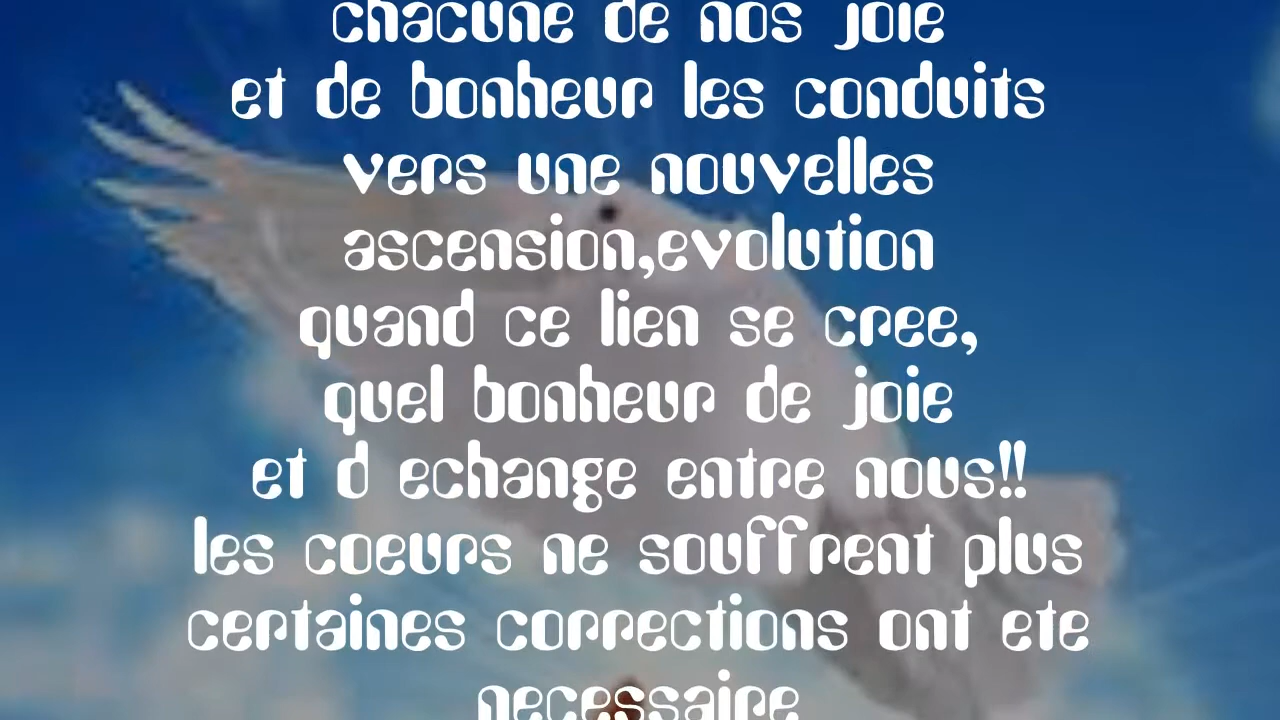 chacune de nos joie
et de bonheur les conduits
vers une nouvelles
ascension,evolution
quand ce lien se cree,
quel bonheur de joie
et d echange entre nous!!
les coeurs ne souffrent plus
certaines corrections ont ete
necessaire